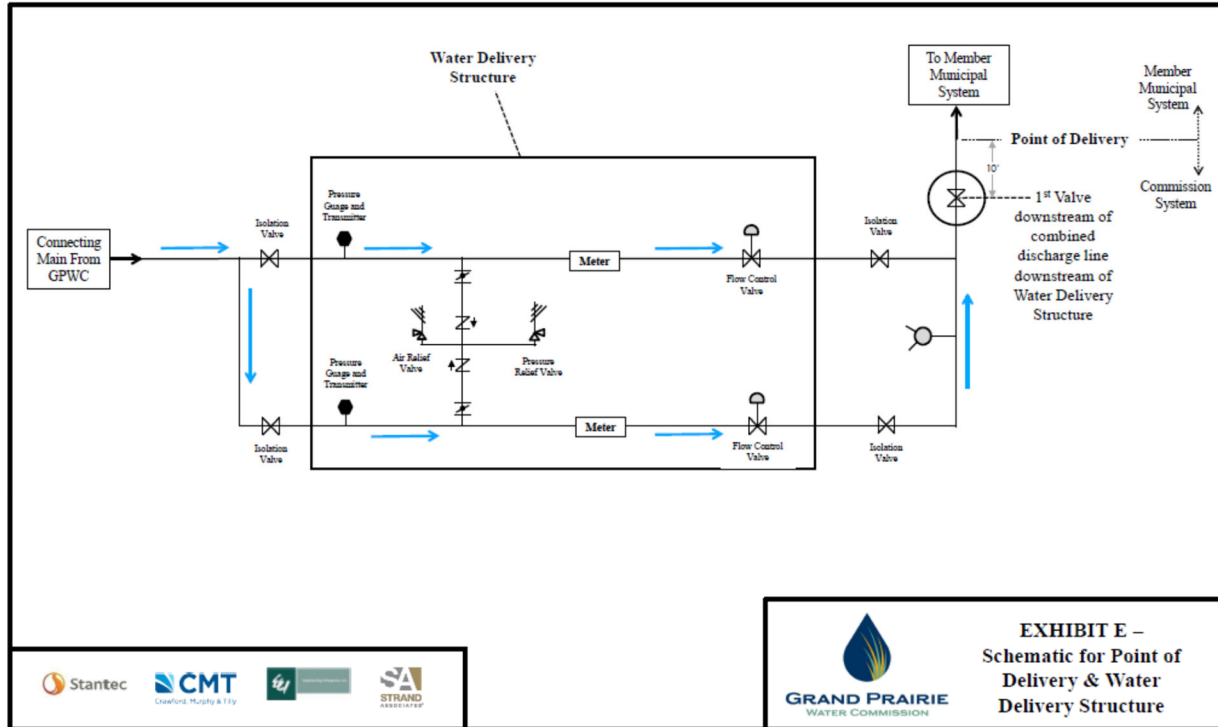 Water Delivery
Structure
To Member
Municipal
System
Member
Municipal
System
Point of Delivery
10'
Commission
System
1st Valve
downstream of
combined
discharge line
downstream of
Water Delivery
Structure
Connecting
Main From
GPWC
Isolation
Valve
Pressure
Guage and
Transmitter
Meter
Flow Control
Valve
Isolation
Valve
Air Relief
Valve
Pressure
Relief Valve
Pressure
Guage and
Transmitter
Isolation
Valve
Meter
Flow Control
Valve
Isolation
Valve
Stantec
CMT
Crawford, Murphy & Tilly
SA
STRAND
ASSOCIATES®
GRAND PRAIRIE
WATER COMMISSION
EXHIBIT E –
Schematic for Point of
Delivery & Water
Delivery Structure